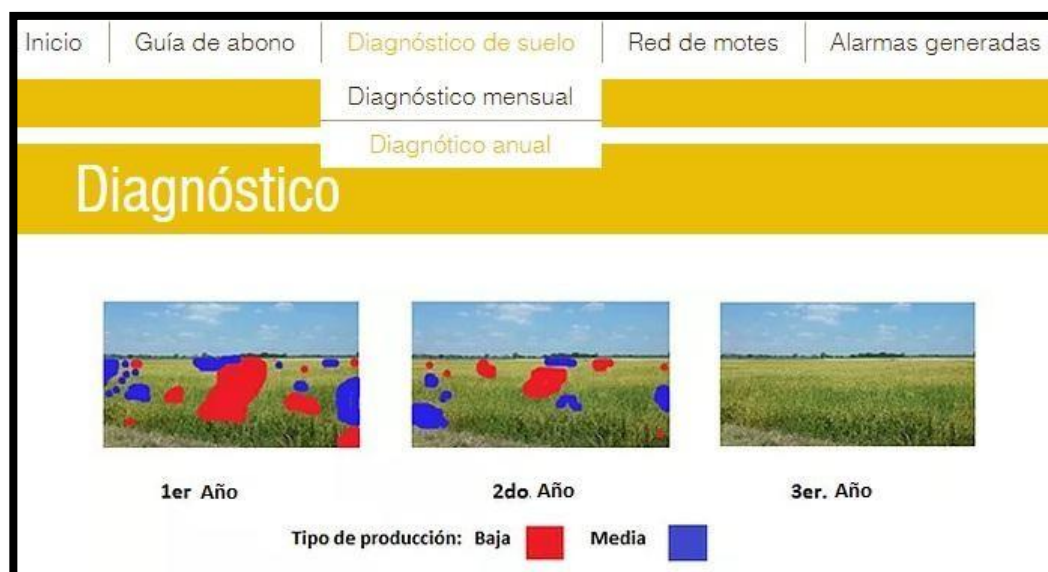 Inicio Guía de abono Diagnóstico de suelo Red de motes Alarmas generadas
Diagnóstico mensual
Diagnótico anual
Diagnóstico
1er Año 2do. Año 3er. Año
Tipo de producción: Baja Media